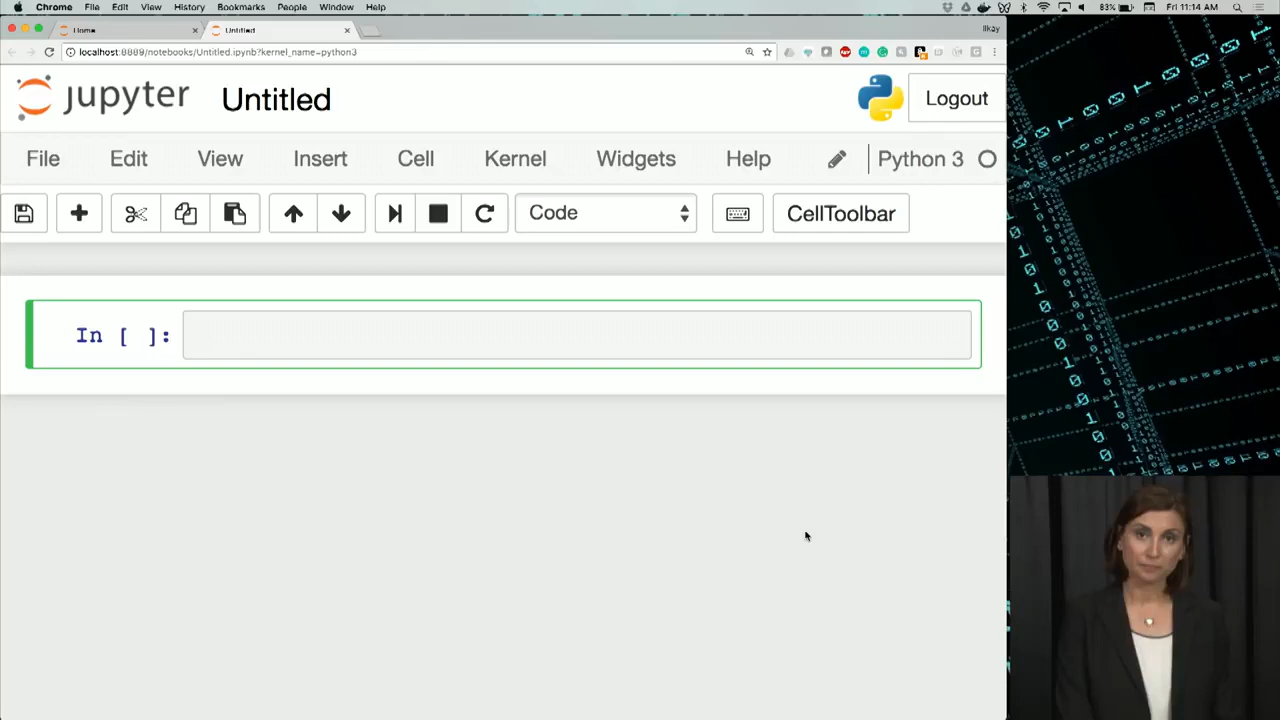 Chrome File Edit View History Bookmarks People Window Help 83% Fri 11:14 AM
Home Untitled Ilkay
localhost:8889/notebooks/Untitled.ipynb?kernel_name=python3
jupyter Untitled Logout
File Edit View Insert Cell Kernel Widgets Help Python 3
Code CellToolbar
In [ ]: